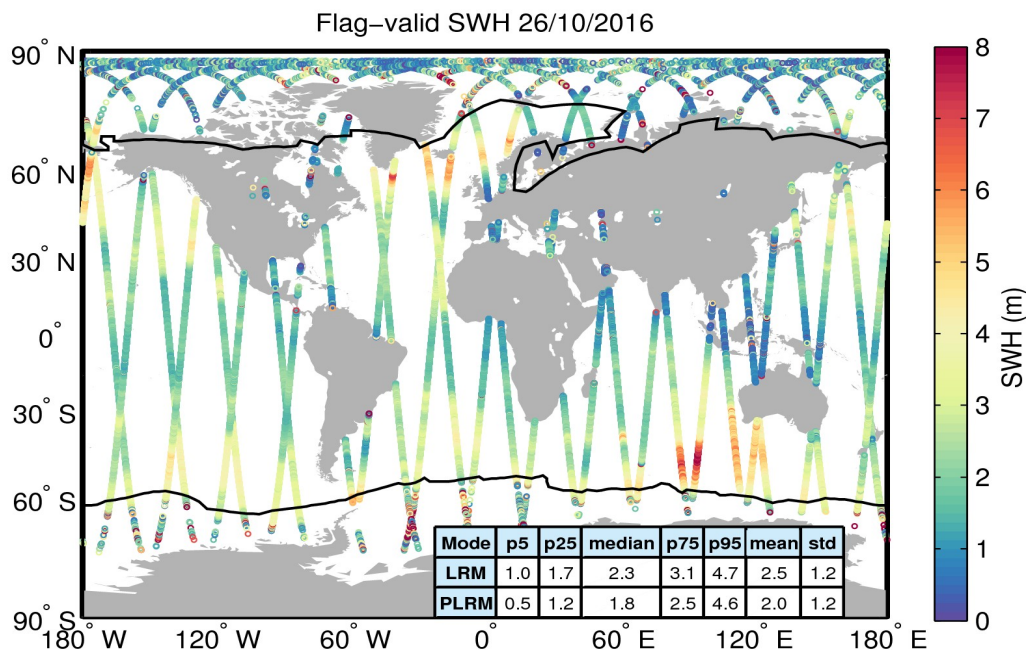 Flag−valid SWH 26/10/2016
90° N
60° N
30° N
0°
30° S
60° S
90° S
180° W
120° W
60° W
0°
60° E
120° E
180° E
8
7
6
5
4
3
2
1
0
SWH (m)
Mode p5 p25 median p75 p95 mean std
LRM 1.0 1.7 2.3 3.1 4.7 2.5 1.2
PLRM 0.5 1.2 1.8 2.5 4.6 2.0 1.2